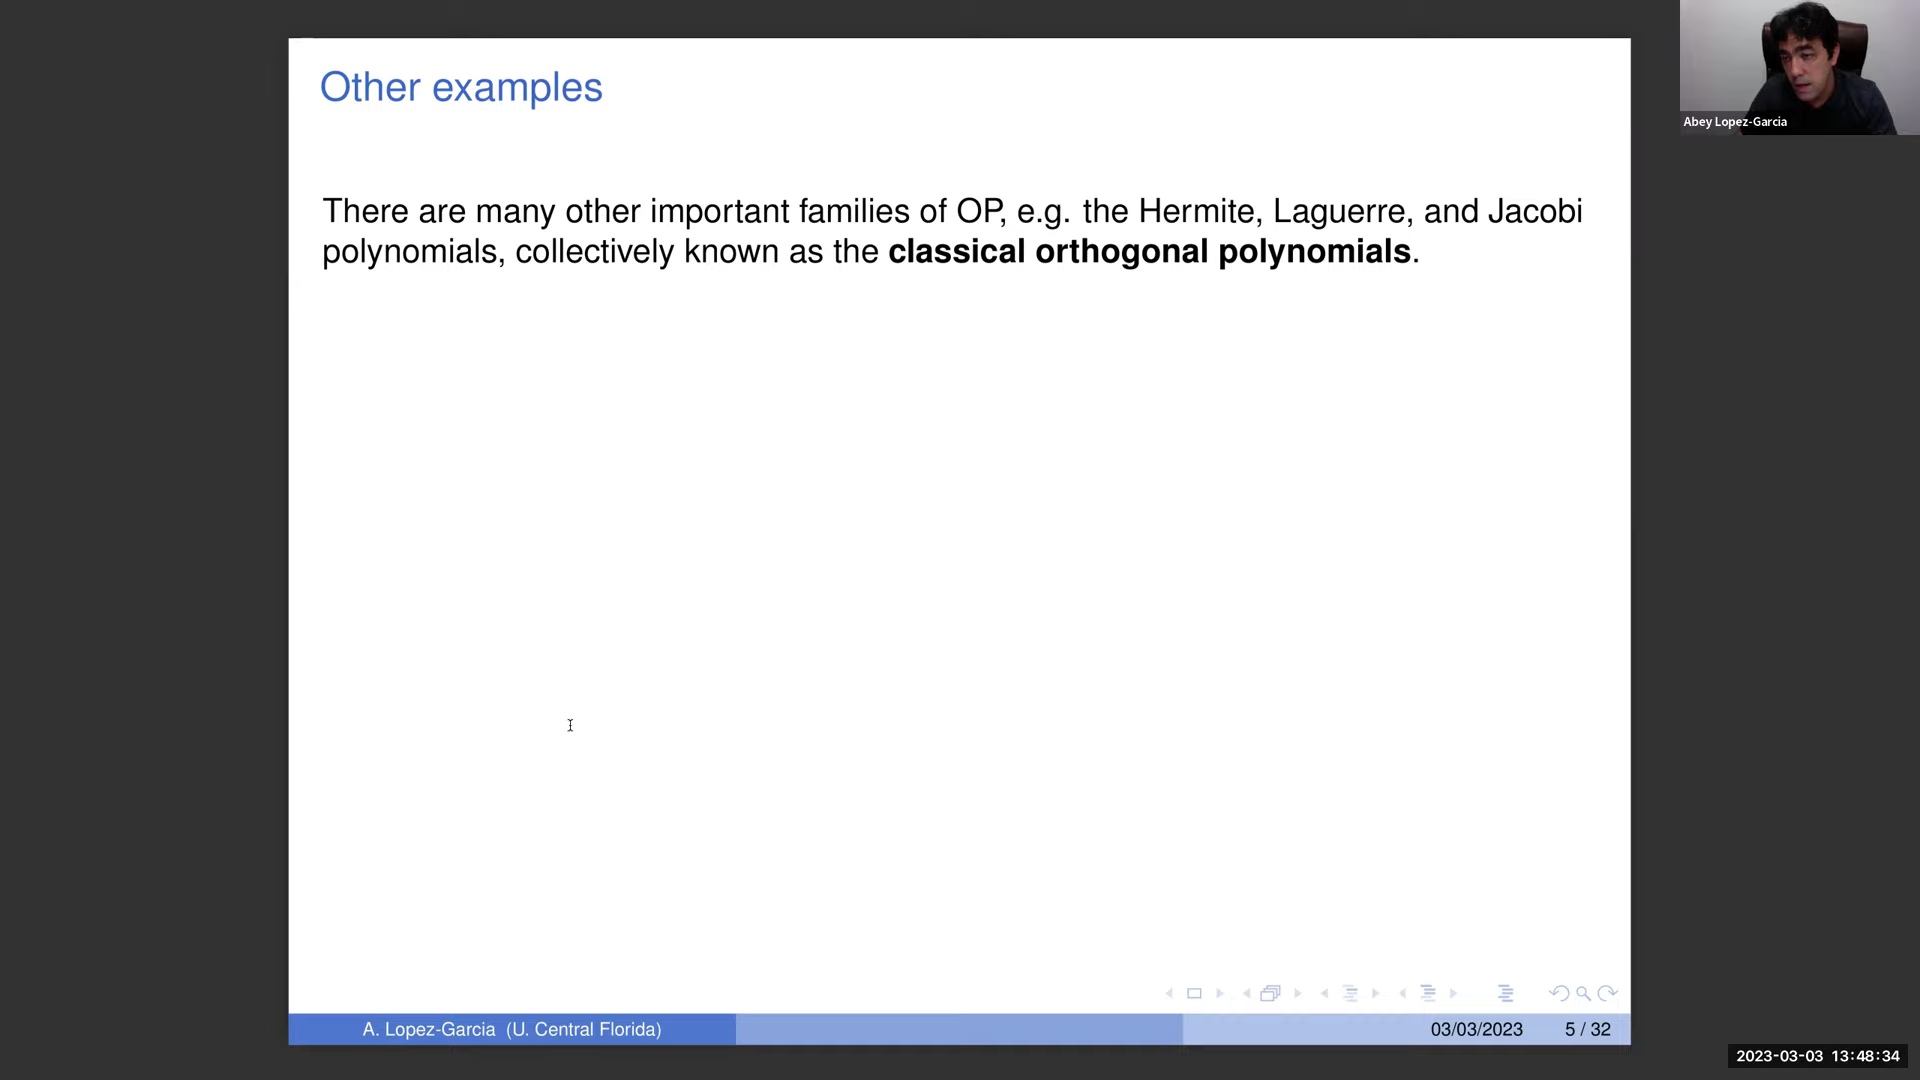 Other examples
Abey Lopez-Garcia
There are many other important families of OP, e.g. the Hermite, Laguerre, and Jacobi
polynomials, collectively known as the classical orthogonal polynomials.
A. Lopez-Garcia (U. Central Florida)
03/03/2023 5 / 32
2023-03-03 13:48:34